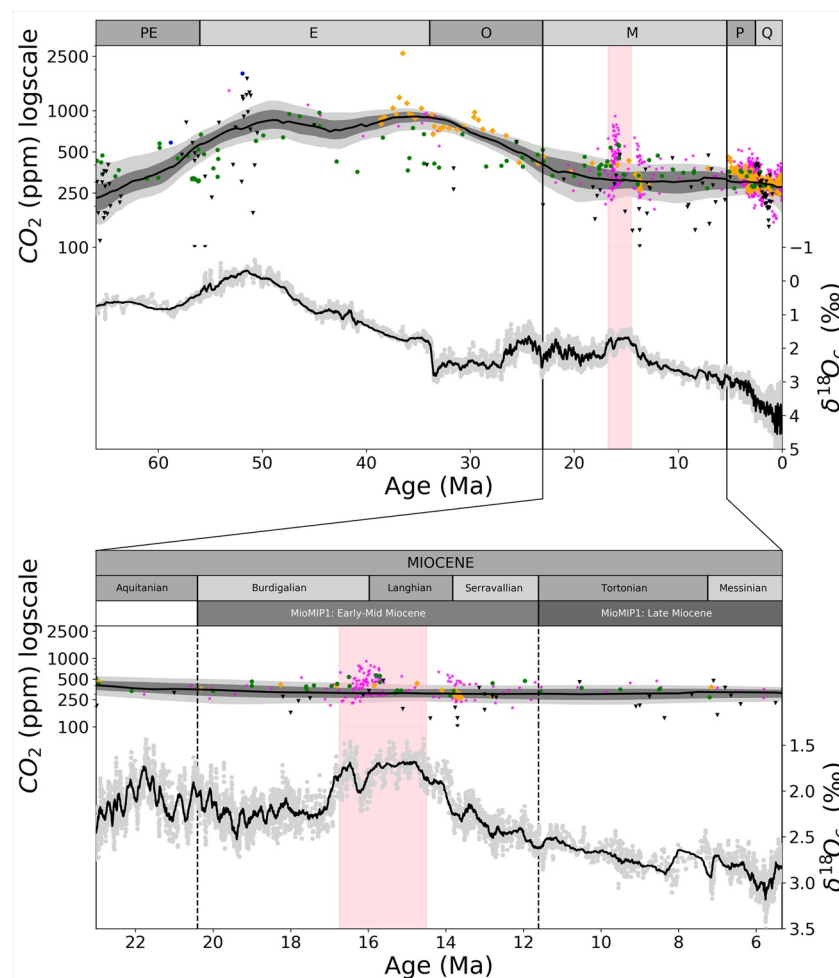 PE E O M P Q
2500
1000
500
250
100
CO₂ (ppm) logscale
−1
0
1
2
3
4
5
δ¹⁸O_c (‰)
60 50 40 30 20 10 0
Age (Ma)
MIOCENE
Aquitanian Burdigalian Langhian Serravallian Tortonian Messinian
MioMIP1: Early-Mid Miocene MioMIP1: Late Miocene
2500
1000
500
250
100
CO₂ (ppm) logscale
1.5
2.0
2.5
3.0
3.5
δ¹⁸O_c (‰)
22 20 18 16 14 12 10 8 6
Age (Ma)